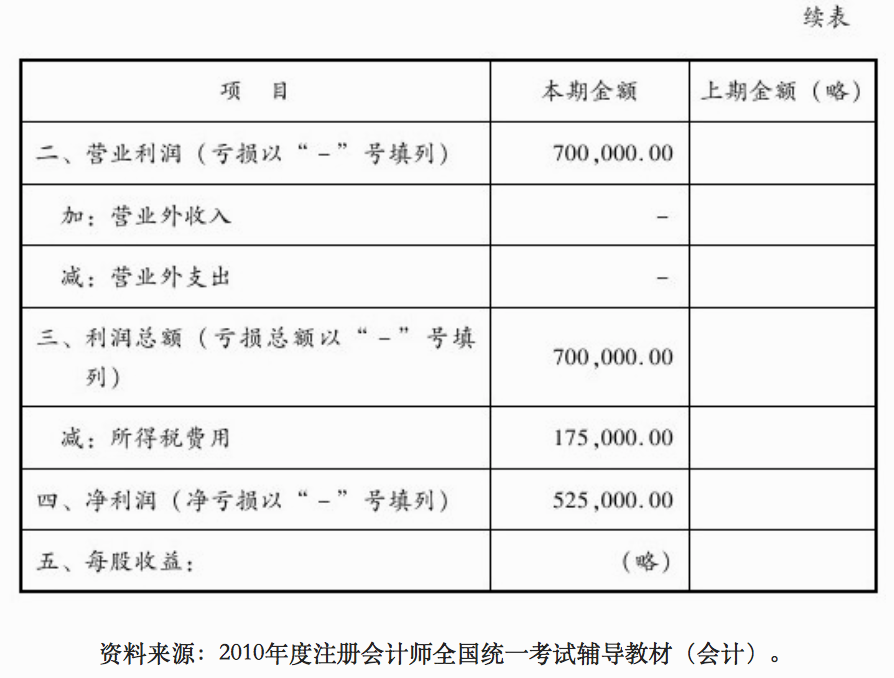 续表
项 目 本期金额 上期金额（略）
二、营业利润（亏损以“－”号填列） 700,000.00
加：营业外收入 －
减：营业外支出 －
三、利润总额（亏损总额以“－”号填
列） 700,000.00
减：所得税费用 175,000.00
四、净利润（净亏损以“－”号填列） 525,000.00
五、每股收益： （略）
资料来源：2010年度注册会计师全国统一考试辅导教材（会计）。